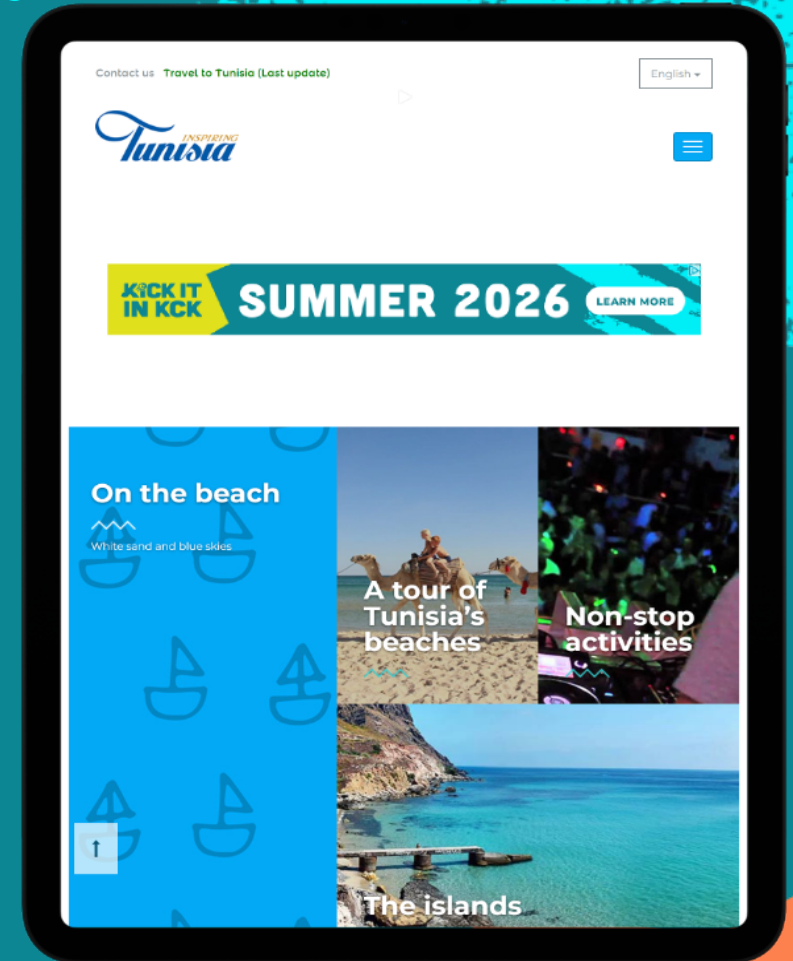 Contact us Travel to Tunisia (Last update)
English
INSPIRING
Tunisia
KICK IT
IN KCK
SUMMER 2026
LEARN MORE
On the beach
White sand and blue skies
A tour of
Tunisia's
beaches
Non-stop
activities
The islands